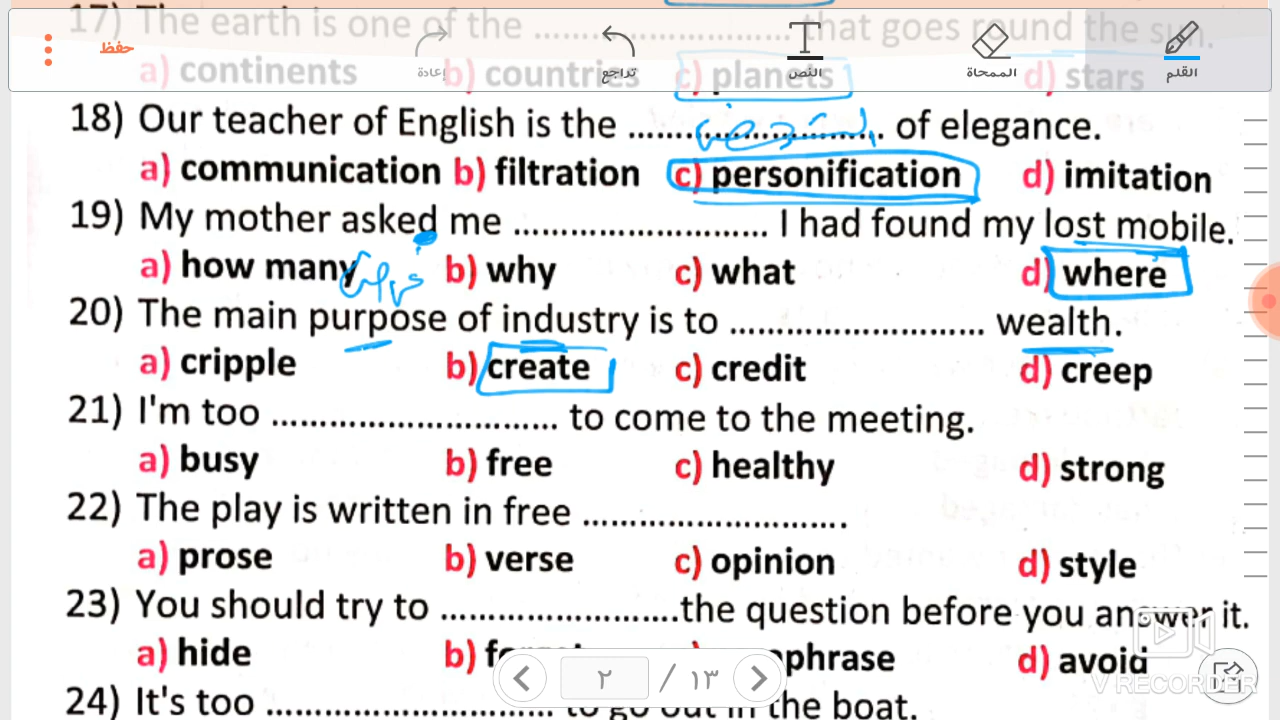 17) The earth is one of the ........................... that goes round the sun.
حفظ
إعادة
تراجع
النص
الممحاة
القلم
a) continents b) countries c) planets d) stars
18) Our teacher of English is the ........................... of elegance.
a) communication b) filtration c) personification d) imitation
19) My mother asked me ........................... I had found my lost mobile.
a) how many b) why c) what d) where
20) The main purpose of industry is to ........................... wealth.
a) cripple b) create c) credit d) creep
21) I'm too .............................. to come to the meeting.
a) busy b) free c) healthy d) strong
22) The play is written in free ............................
a) prose b) verse c) opinion d) style
23) You should try to .........................the question before you answer it.
a) hide b) d) avoid
٢ / ١٣
V RECORDER
24) It's too .............................. to go out in the boat.